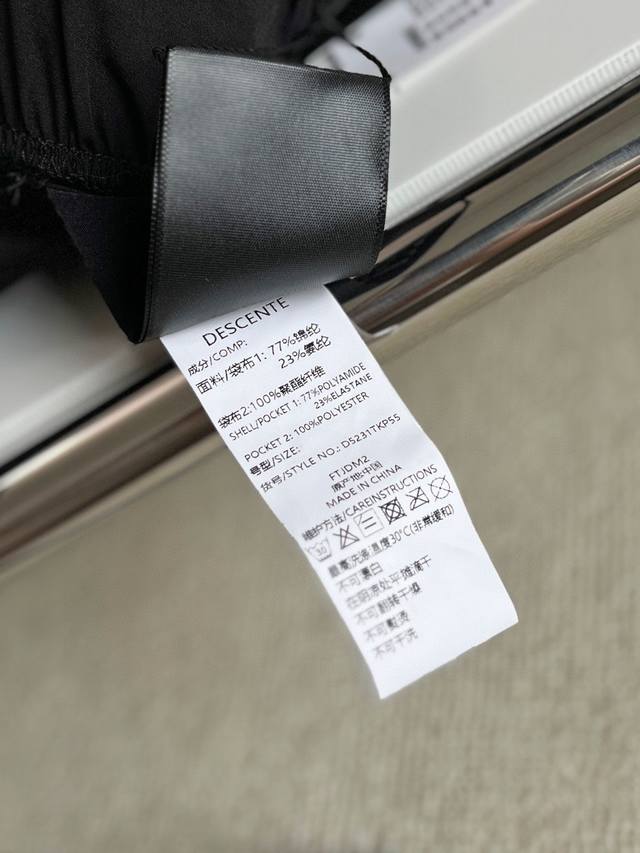 DESCENTE
成分/COMP:
面料/袋布1: 77%锦纶
23%氨纶
袋布2:100%聚酯纤维
SHELL/POCKET 1: 77%POLYAMIDE
23%ELASTANE
POCKET 2: 100%POLYESTER
号型/SIZE:
货号/STYLE NO.: D5231TKP55
FTJDM2
原产地:中国
MADE IN CHINA
维护方法/CAREINSTRUCTIONS
30
最高洗涤温度30°C(非常缓和)
不可漂白
在阴凉处平摊滴干
不可翻转干燥
不可熨烫
不可干洗